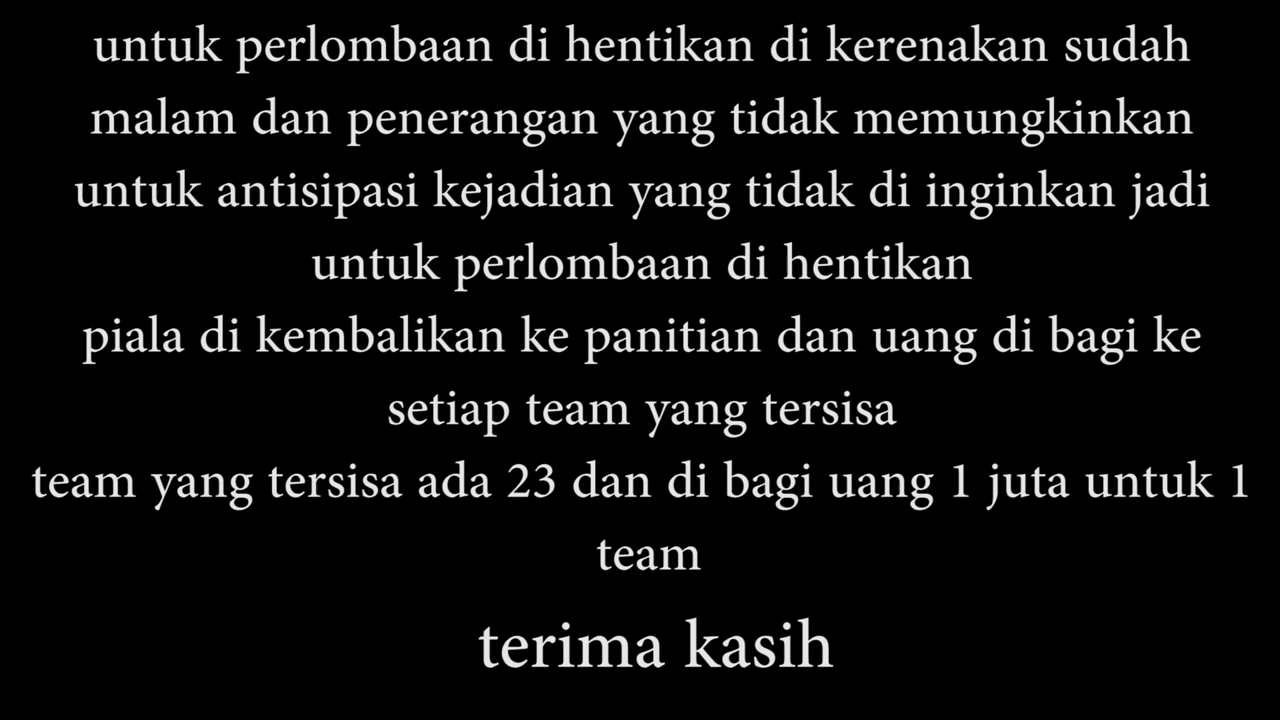 untuk perlombaan di hentikan di kerenakan sudah
malam dan penerangan yang tidak memungkinkan
untuk antisipasi kejadian yang tidak di inginkan jadi
untuk perlombaan di hentikan
piala di kembalikan ke panitian dan uang di bagi ke
setiap team yang tersisa
team yang tersisa ada 23 dan di bagi uang 1 juta untuk 1
team
terima kasih